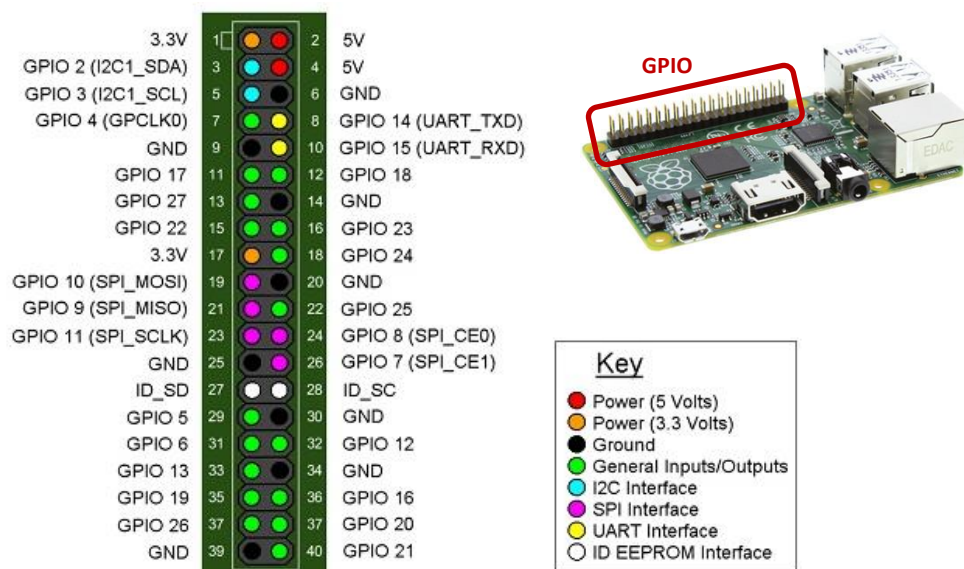 GPIO
EDAC
3.3V 1 2 5V
GPIO 2 (I2C1_SDA) 3 4 5V
GPIO 3 (I2C1_SCL) 5 6 GND
GPIO 4 (GPCLK0) 7 8 GPIO 14 (UART_TXD)
GND 9 10 GPIO 15 (UART_RXD)
GPIO 17 11 12 GPIO 18
GPIO 27 13 14 GND
GPIO 22 15 16 GPIO 23
3.3V 17 18 GPIO 24
GPIO 10 (SPI_MOSI) 19 20 GND
GPIO 9 (SPI_MISO) 21 22 GPIO 25
GPIO 11 (SPI_SCLK) 23 24 GPIO 8 (SPI_CE0)
GND 25 26 GPIO 7 (SPI_CE1)
ID_SD 27 28 ID_SC
GPIO 5 29 30 GND
GPIO 6 31 32 GPIO 12
GPIO 13 33 34 GND
GPIO 19 35 36 GPIO 16
GPIO 26 37 37 GPIO 20
GND 39 40 GPIO 21
Key
Power (5 Volts)
Power (3.3 Volts)
Ground
General Inputs/Outputs
I2C Interface
SPI Interface
UART Interface
ID EEPROM Interface